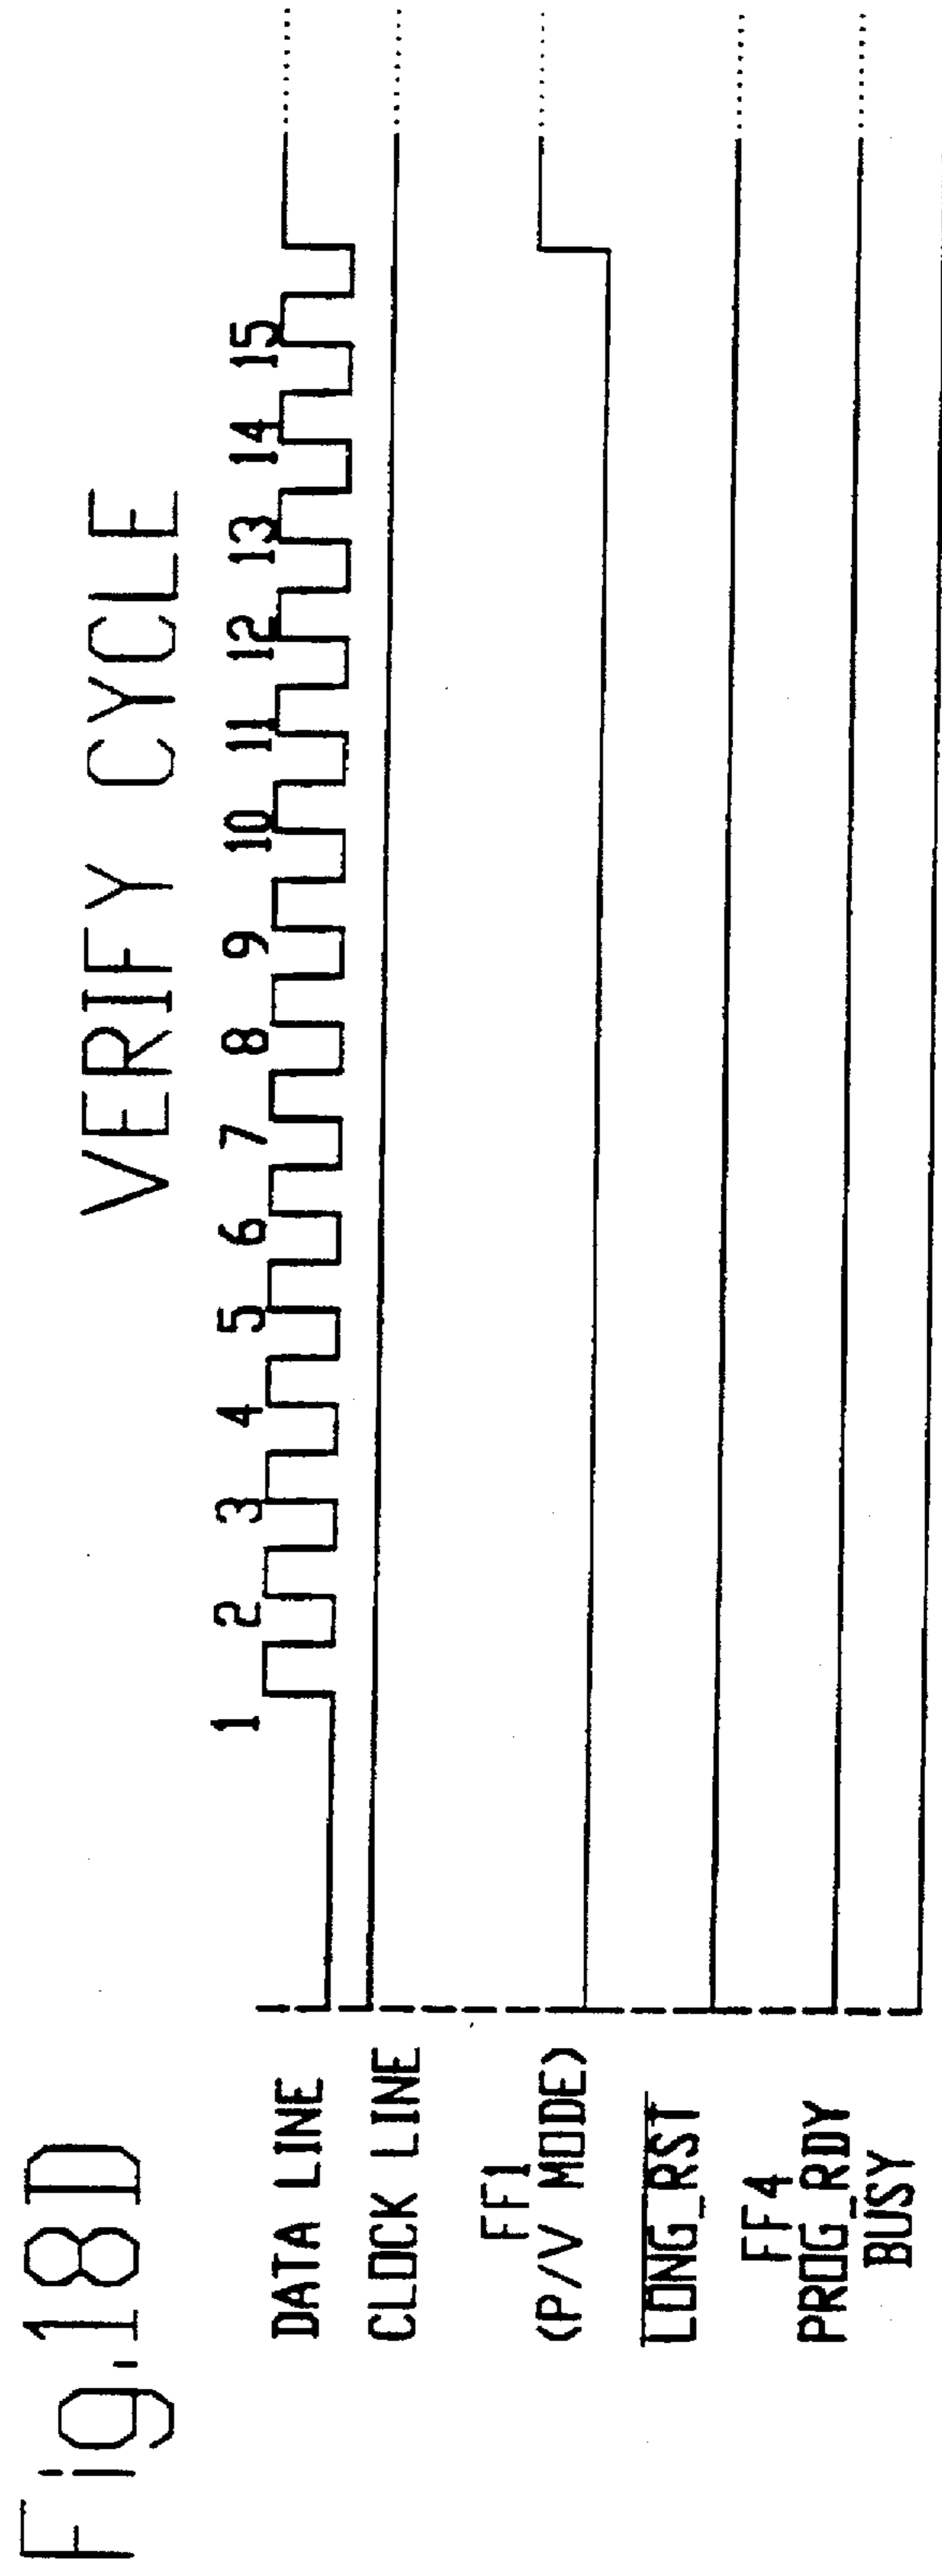 Fig.18D
VERIFY CYCLE
1 2 3 4 5 6 7 8 9 10 11 12 13 14 15
DATA LINE
CLOCK LINE
FF1
(P/V MODE)
LONG_RST
FF4
PROG_RDY
BUSY